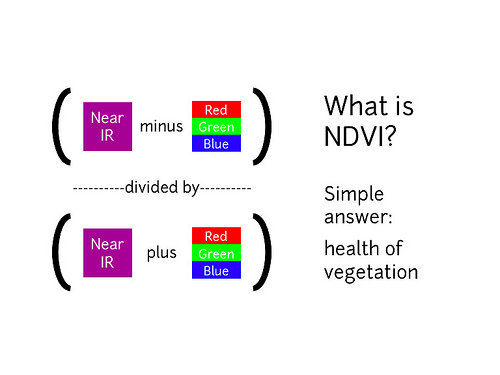 Near
IR
minus
Red
Green
Blue
----------divided by----------
Near
IR
plus
Red
Green
Blue
What is
NDVI?
Simple
answer:
health of
vegetation